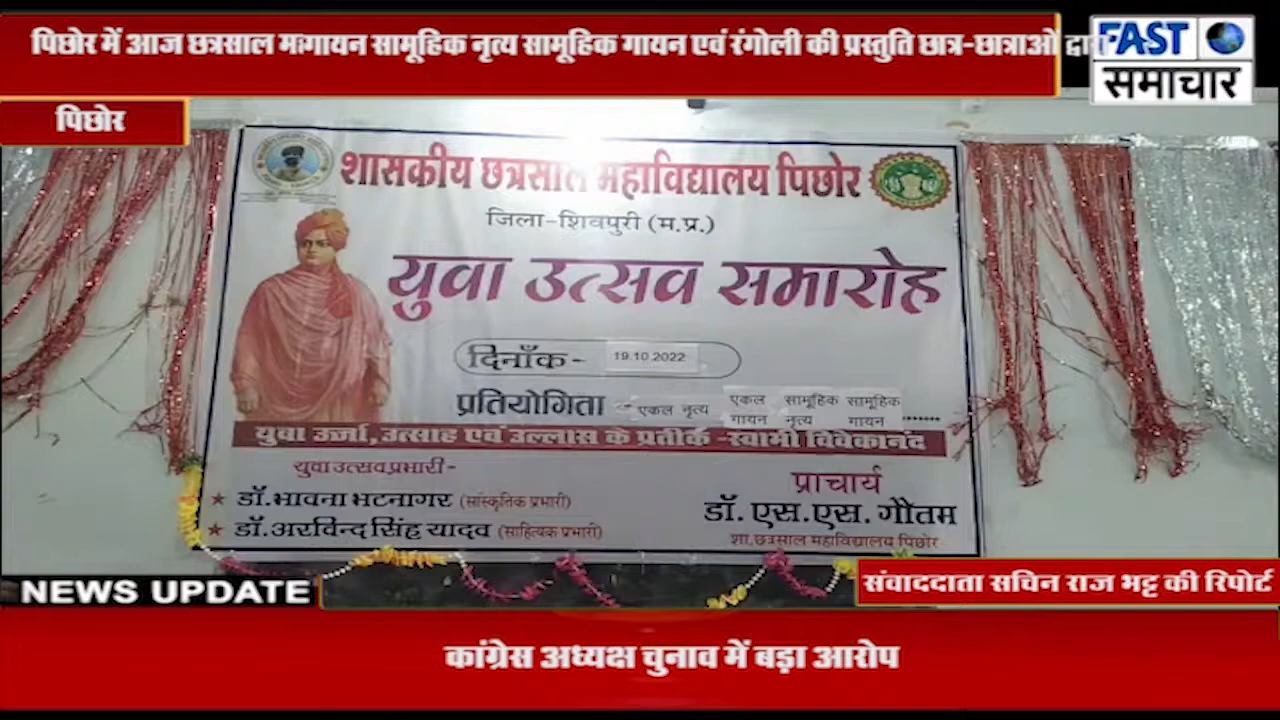 पिछोर में आज छत्रसाल मगायन सामूहिक नृत्य सामूहिक गायन एवं रंगोली की प्रस्तुति छात्र-छात्राओ द्वारा
FAST
समाचार
पिछोर
शासकीय छत्रसाल महाविद्यालय पिछोर
जिला-शिवपुरी (म.प्र.)
युवा उत्सव समारोह
दिनाँक- 19.10.2022
प्रतियोगिता - एकल नृत्य एकल गायन सामूहिक नृत्य सामूहिक गायन .......
युवा उर्जा,उत्साह एवं उल्लास के प्रतीक -स्वामी विवेकानंद
युवा उत्सव प्रभारी-
★ डॉ. भावना भटनागर (सांस्कृतिक प्रभारी)
★ डॉ. अरविन्द सिंह यादव (साहित्यिक प्रभारी)
प्राचार्य
डॉ. एस.एस. गौतम
शा. छत्रसाल महाविद्यालय पिछोर
NEWS UPDATE
संवाददाता सचिन राज भट्ट की रिपोर्ट
कांग्रेस अध्यक्ष चुनाव में बड़ा आरोप